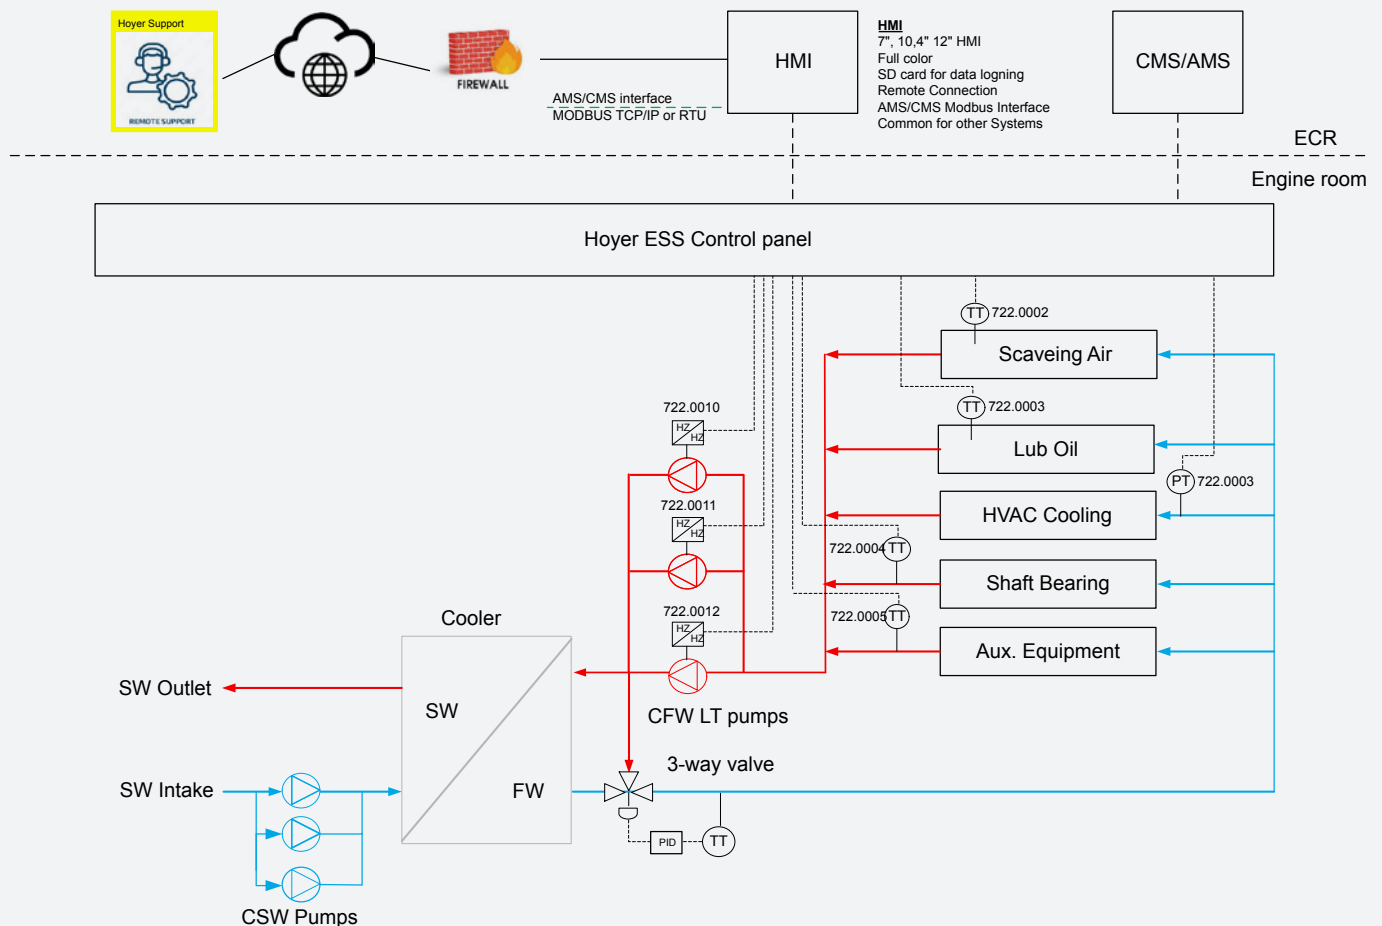 Hoyer Support
REMOTE SUPPORT
FIREWALL
AMS/CMS interface
MODBUS TCP/IP or RTU
HMI
HMI
7", 10,4" 12" HMI
Full color
SD card for data logning
Remote Connection
AMS/CMS Modbus Interface
Common for other Systems
CMS/AMS
ECR
Engine room
Hoyer ESS Control panel
TT 722.0002
Scaveing Air
TT 722.0003
Lub Oil
PT 722.0003
HVAC Cooling
722.0004 TT
Shaft Bearing
722.0005 TT
Aux. Equipment
722.0010
HZ
HZ
722.0011
HZ
HZ
722.0012
HZ
HZ
CFW LT pumps
Cooler
SW
FW
SW Outlet
SW Intake
3-way valve
PID
TT
CSW Pumps